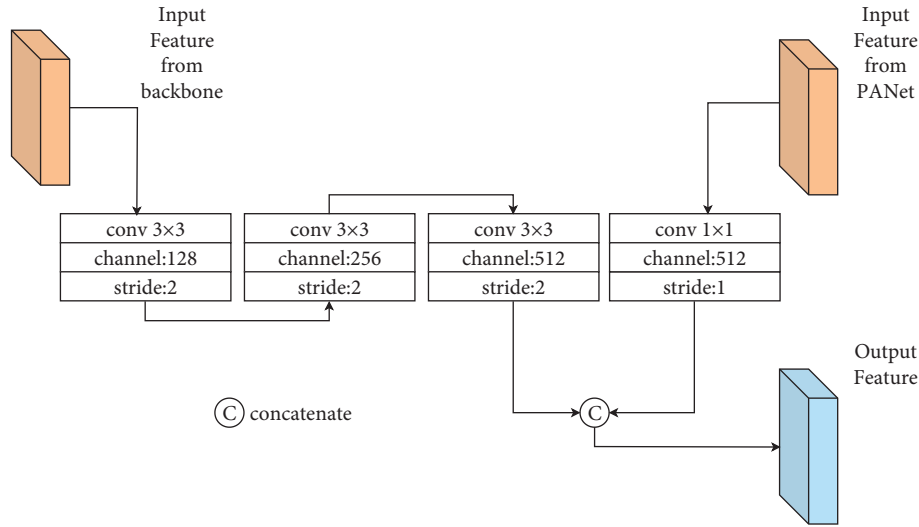 Input
Feature
from
backbone
Input
Feature
from
PANet
conv 3×3
channel:128
stride:2
conv 3×3
channel:256
stride:2
conv 3×3
channel:512
stride:2
conv 1×1
channel:512
stride:1
C concatenate
C
Output
Feature